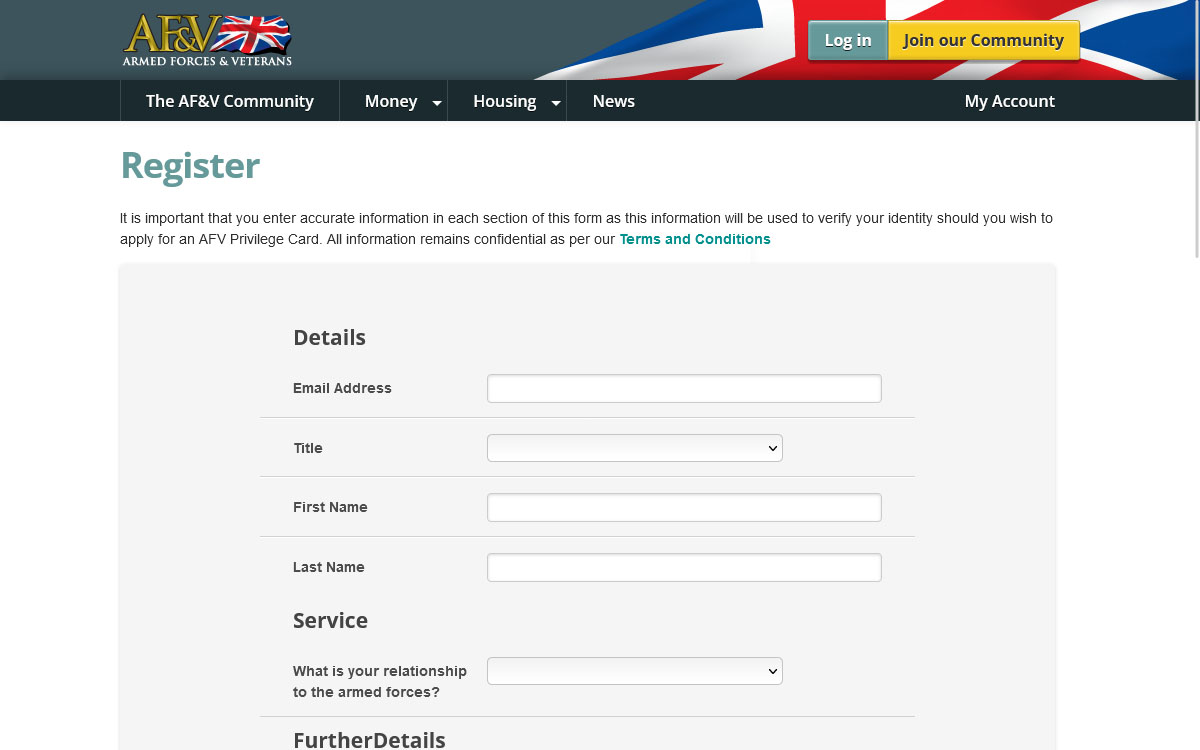 AF&V
ARMED FORCES & VETERANS
Log in
Join our Community
The AF&V Community
Money
Housing
News
My Account
Register
It is important that you enter accurate information in each section of this form as this information will be used to verify your identity should you wish to
apply for an AFV Privilege Card. All information remains confidential as per our Terms and Conditions
Details
Email Address
Title
First Name
Last Name
Service
What is your relationship
to the armed forces?
FurtherDetails